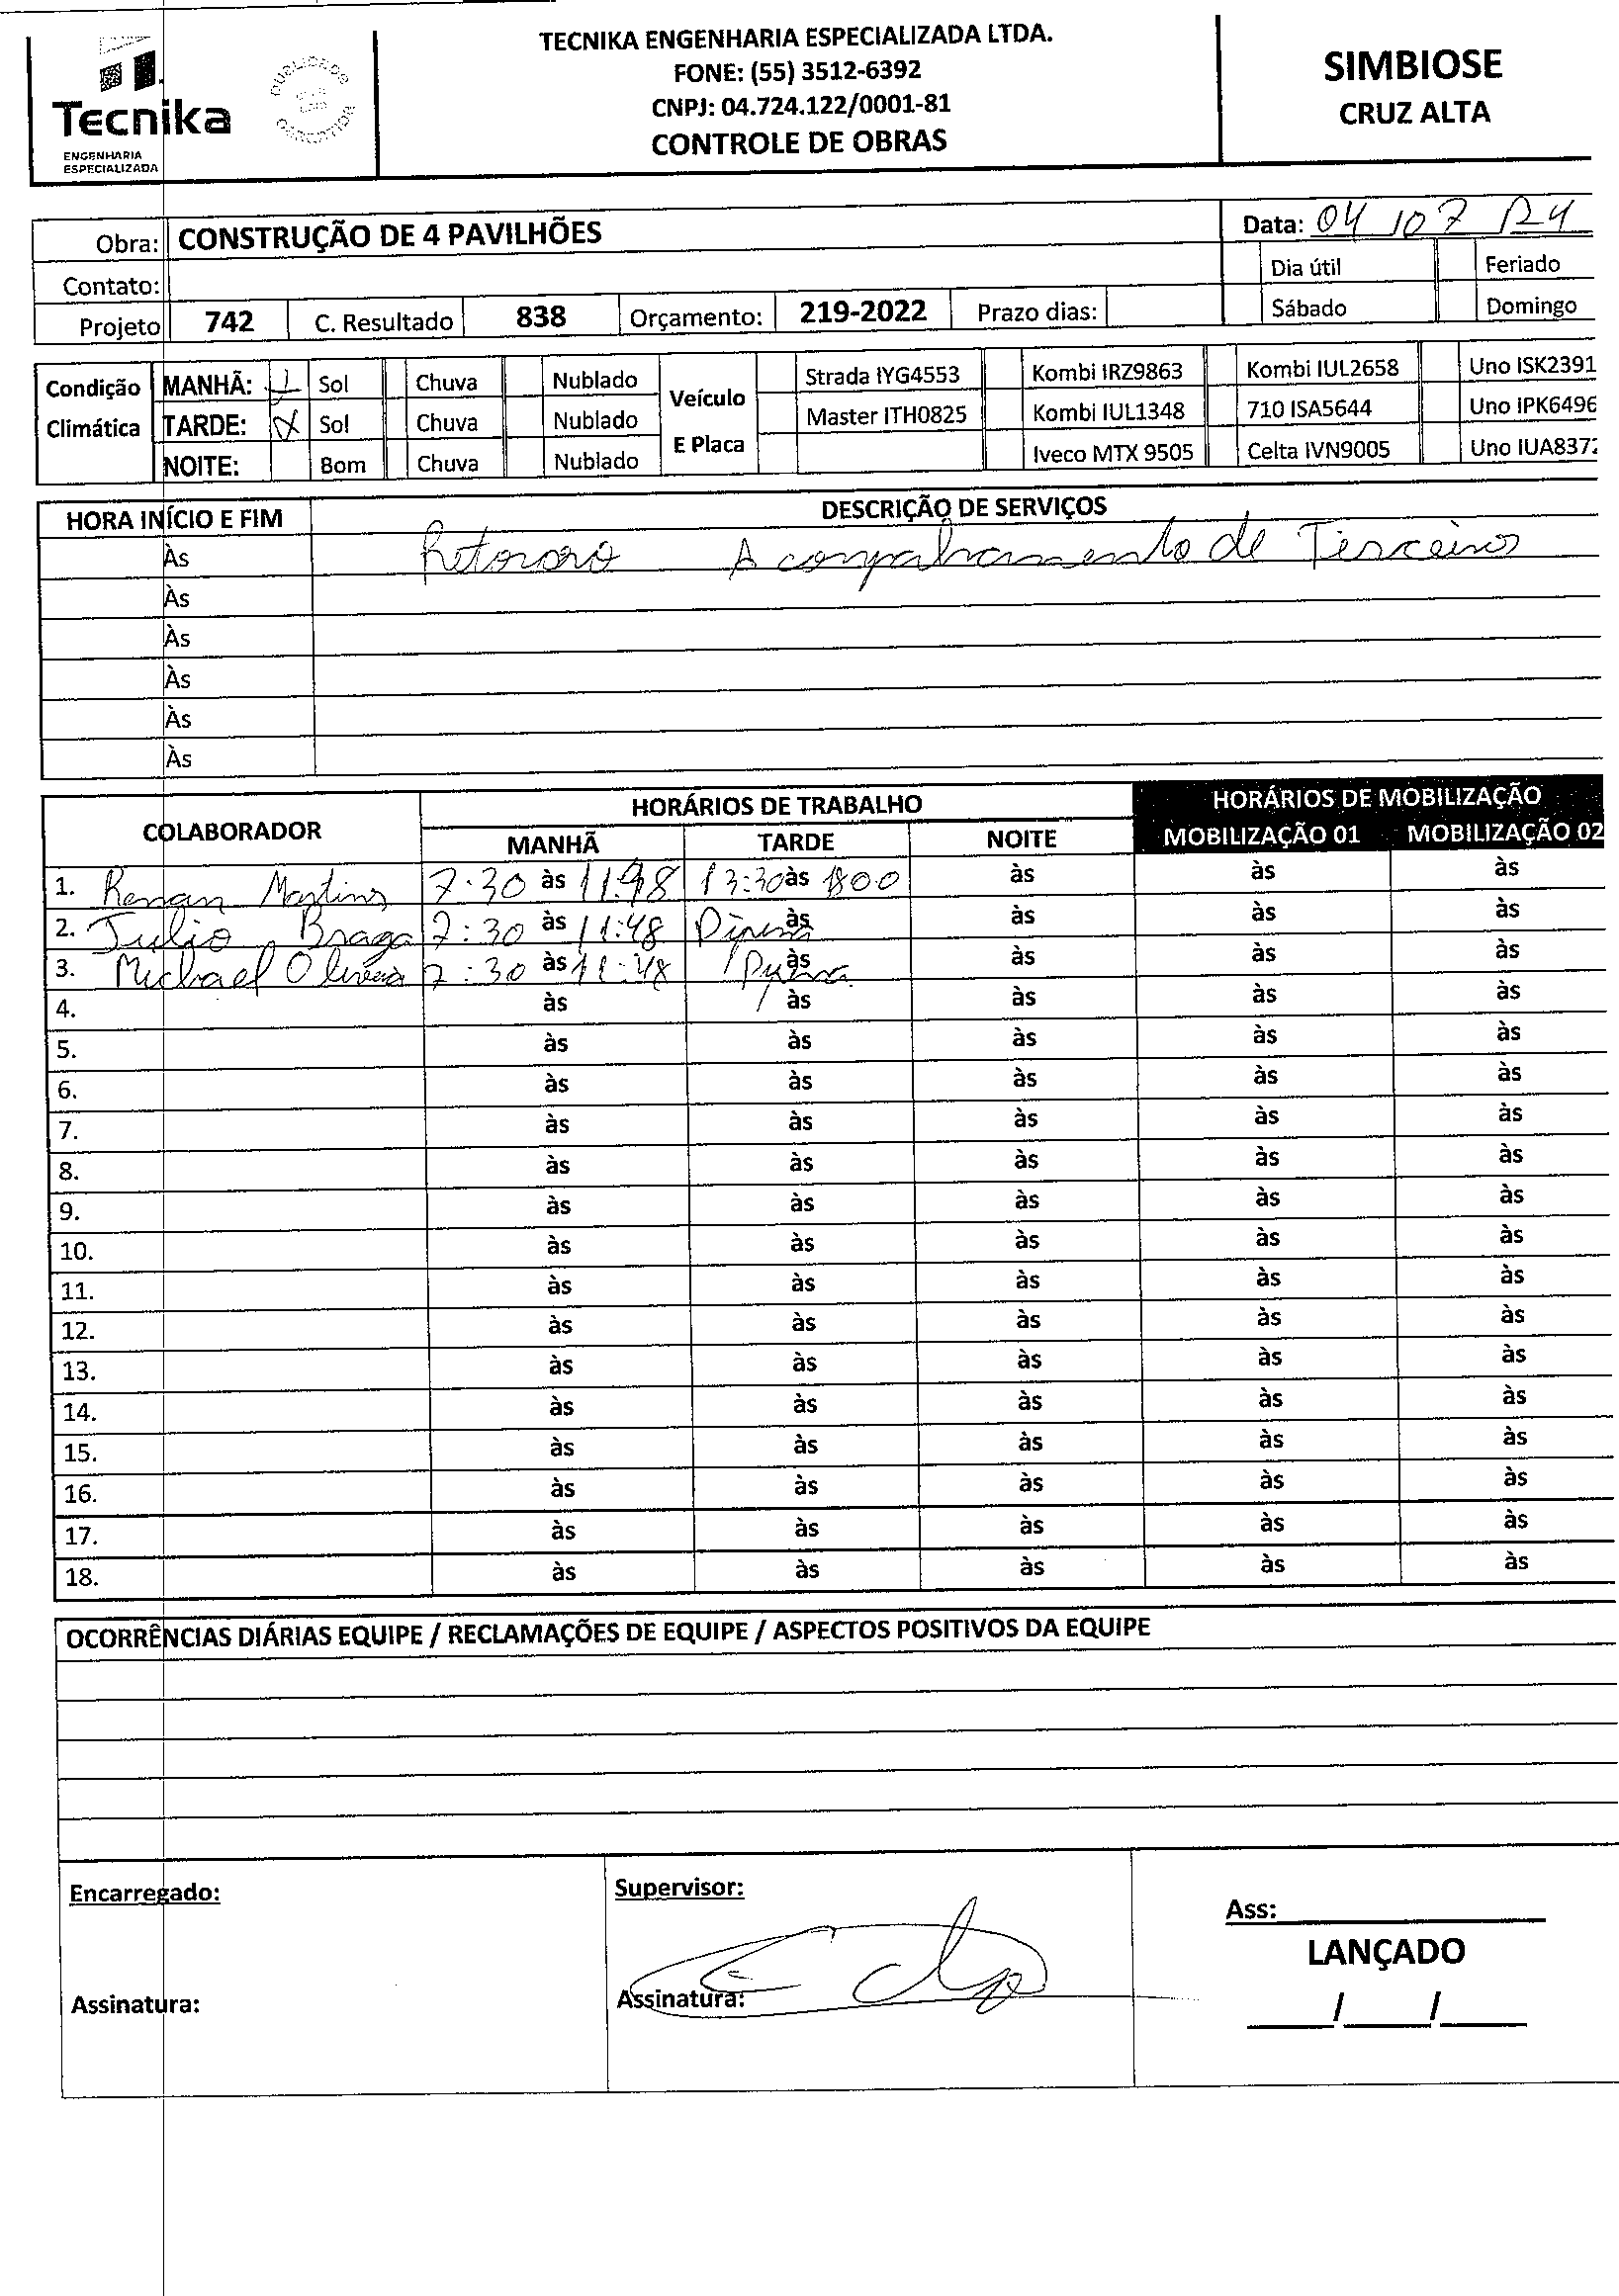 TECNIKA ENGENHARIA ESPECIALIZADA LTDA.
FONE: (55) 3512-6392
CNPJ: 04.724.122/0001-81
CONTROLE DE OBRAS
Tecnika
ENGENHARIA
ESPECIALIZADA
SIMBIOSE
CRUZ ALTA
Obra: CONSTRUÇÃO DE 4 PAVILHÕES
Data: 04 / 07 / 24
Contato:
Dia útil Feriado
Projeto 742 C. Resultado 838 Orçamento: 219-2022 Prazo dias:
Sábado Domingo
Condição Climática
MANHÃ: X Sol Chuva Nublado
TARDE: X Sol Chuva Nublado
NOITE: Bom Chuva Nublado
Veículo E Placa
Strada IYG4553 Kombi IRZ9863 Kombi IUL2658 Uno ISK2391
Master ITH0825 Kombi IUL1348 710 ISA5644 Uno IPK6496
Iveco MTX 9505 Celta IVN9005 Uno IUA8372
HORA INÍCIO E FIM DESCRIÇÃO DE SERVIÇOS
Às Acompanhamento de Terceiros
Às
Às
Às
Às
Às
COLABORADOR HORÁRIOS DE TRABALHO HORÁRIOS DE MOBILIZAÇÃO
MANHÃ TARDE NOITE MOBILIZAÇÃO 01 MOBILIZAÇÃO 02
1. Renan Martins 7:30 às 11:48 13:30 às 18:00 às às às
2. Julio Braga 7:30 às 11:48 às às às às
3. Michael Oliveira 7:30 às 11:48 às às às às
4. às às às às às
5. às às às às às
6. às às às às às
7. às às às às às
8. às às às às às
9. às às às às às
10. às às às às às
11. às às às às às
12. às às às às às
13. às às às às às
14. às às às às às
15. às às às às às
16. às às às às às
17. às às às às às
18. às às às às às
OCORRÊNCIAS DIÁRIAS EQUIPE / RECLAMAÇÕES DE EQUIPE / ASPECTOS POSITIVOS DA EQUIPE
Encarregado:
Supervisor:
Ass:
LANÇADO
Assinatura:
Assinatura:
/ /